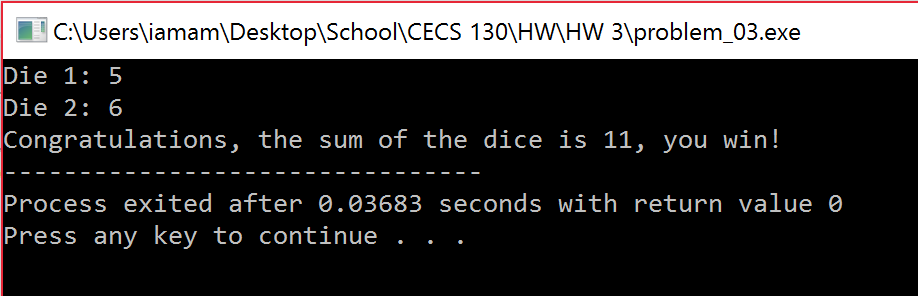 C:\Users\iamam\Desktop\School\CECS 130\HW\HW 3\problem_03.exe
Die 1: 5
Die 2: 6
Congratulations, the sum of the dice is 11, you win!
--------------------------------
Process exited after 0.03683 seconds with return value 0
Press any key to continue . . .